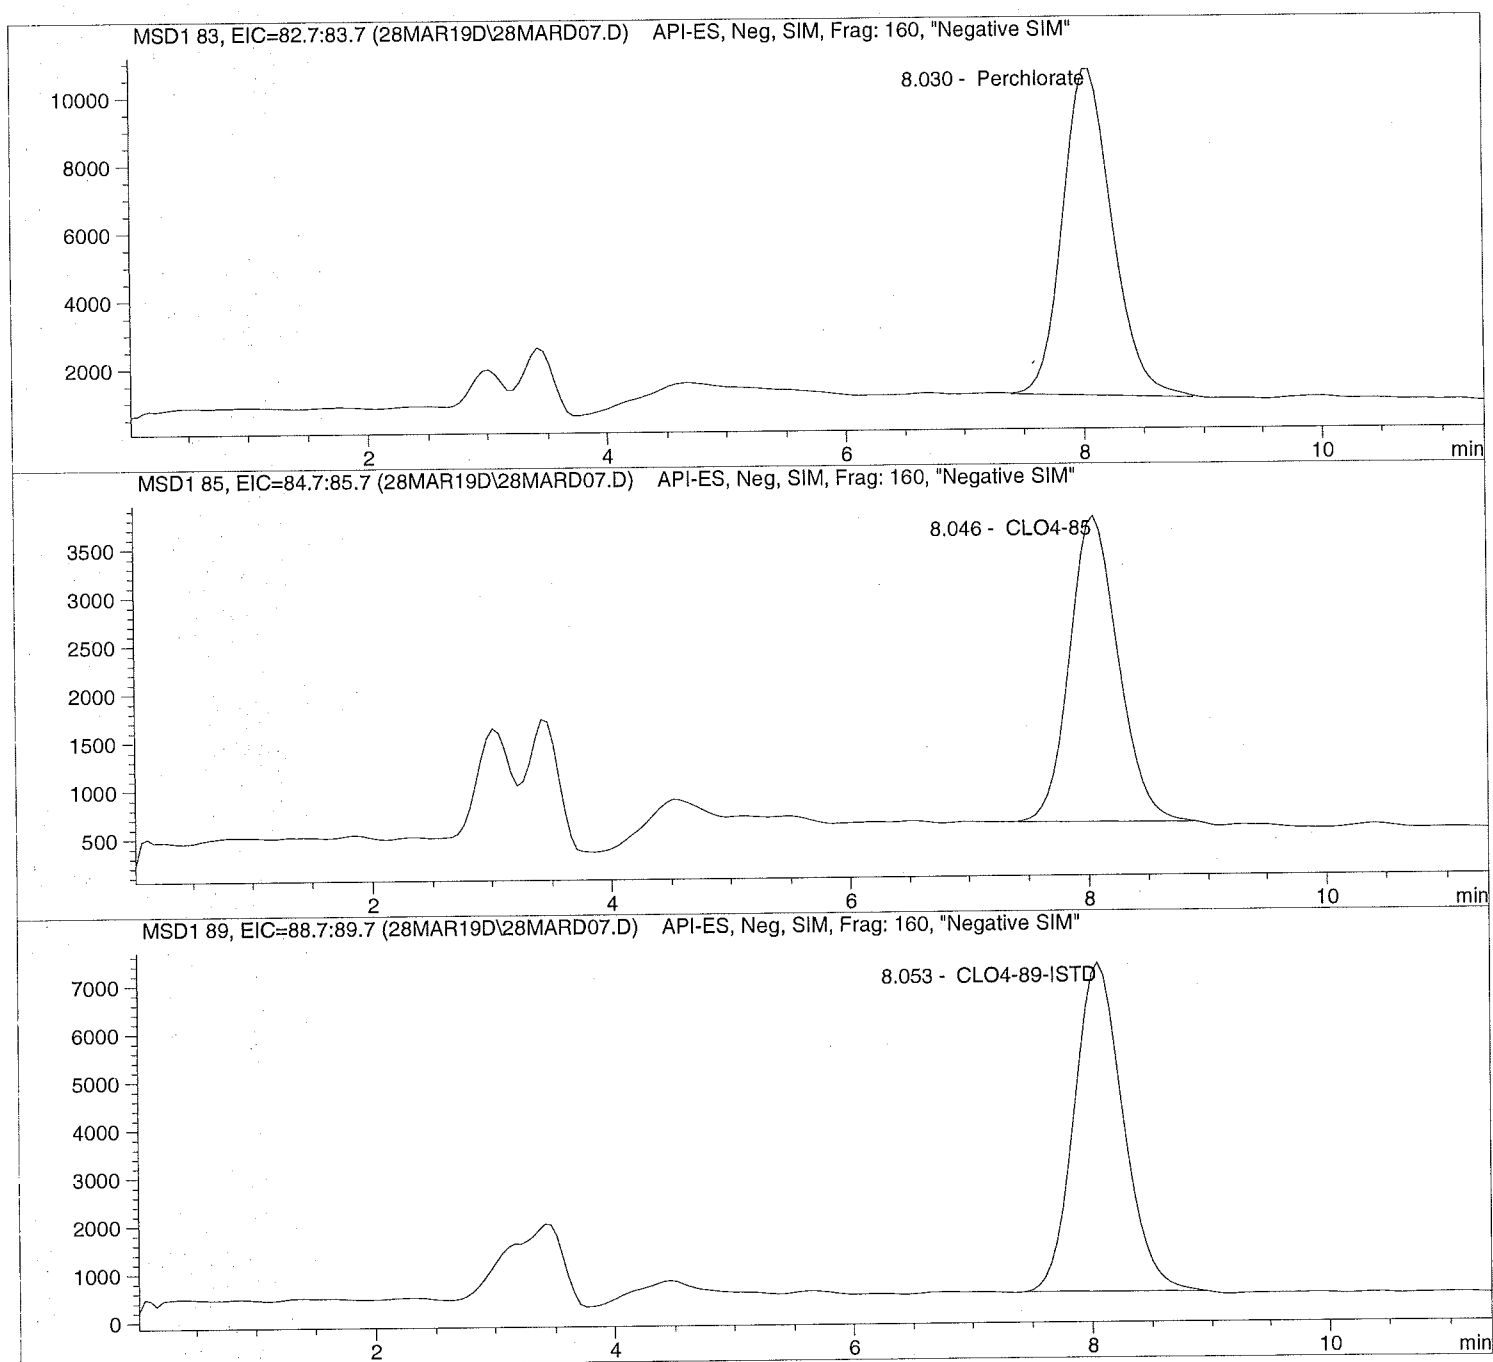 MSD1 83, EIC=82.7:83.7 (28MAR19D\28MARD07.D) API-ES, Neg, SIM, Frag: 160, "Negative SIM"
8.030 - Perchlorate
10000
8000
6000
4000
2000
2 4 6 8 10 min
MSD1 85, EIC=84.7:85.7 (28MAR19D\28MARD07.D) API-ES, Neg, SIM, Frag: 160, "Negative SIM"
8.046 - CLO4-85
3500
3000
2500
2000
1500
1000
500
2 4 6 8 10 min
MSD1 89, EIC=88.7:89.7 (28MAR19D\28MARD07.D) API-ES, Neg, SIM, Frag: 160, "Negative SIM"
8.053 - CLO4-89-ISTD
7000
6000
5000
4000
3000
2000
1000
0
2 4 6 8 10 min